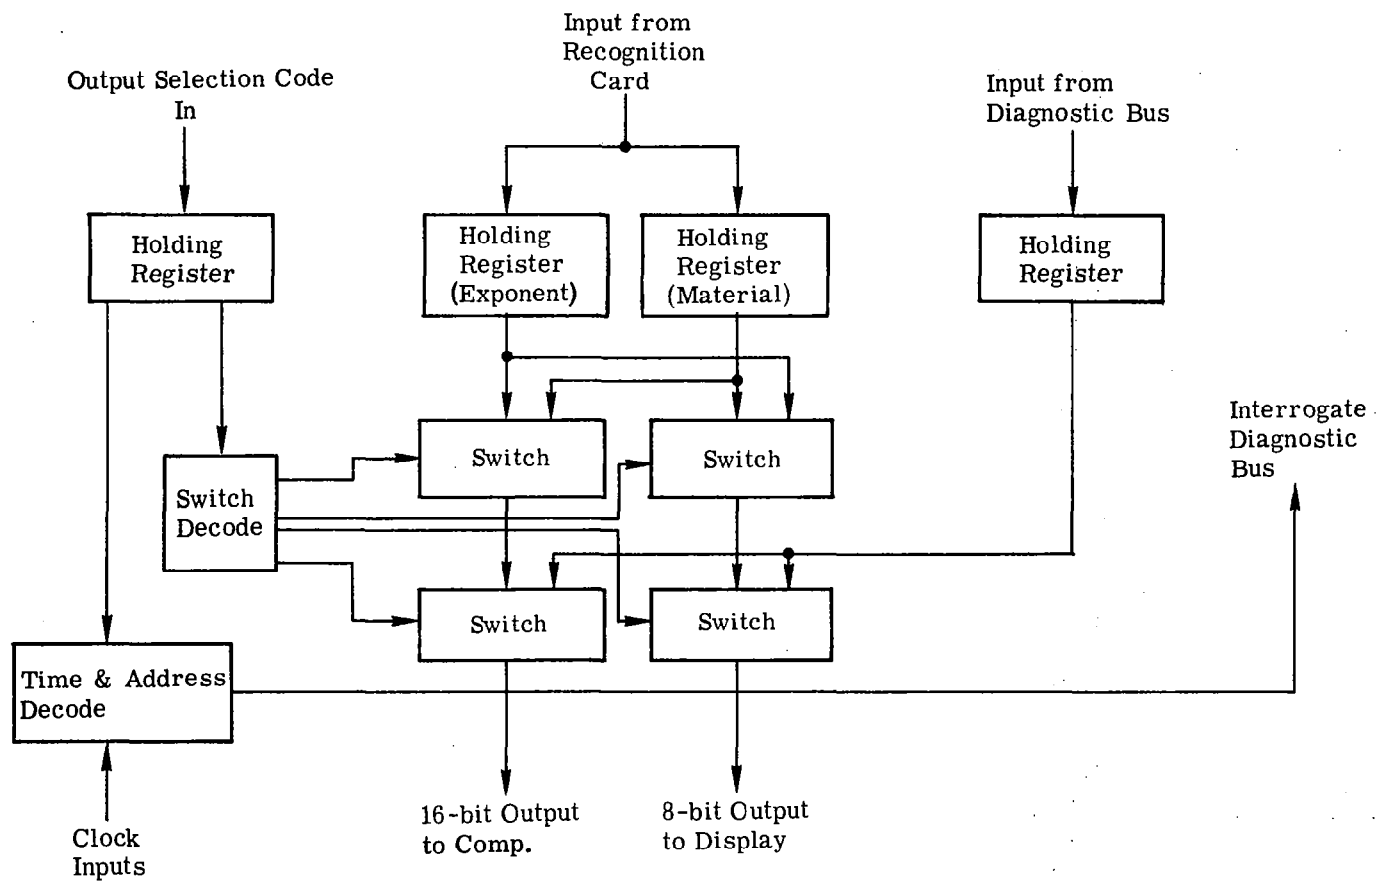 Input from
Recognition
Card
Output Selection Code
In
Input from
Diagnostic Bus
Holding
Register
Holding
Register
(Exponent)
Holding
Register
(Material)
Holding
Register
Interrogate
Diagnostic
Bus
Switch
Switch
Switch
Decode
Switch
Switch
Time & Address
Decode
16-bit Output
to Comp.
8-bit Output
to Display
Clock
Inputs